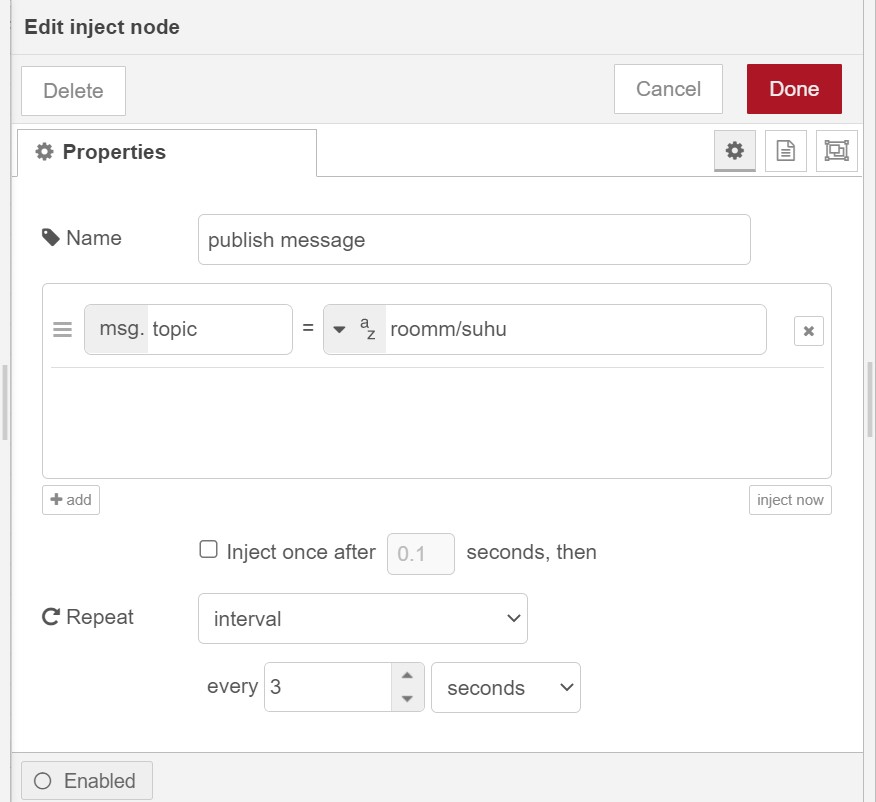 Edit inject node
Delete Cancel Done
Properties
Name publish message
msg. topic = az roomm/suhu
add inject now
Inject once after 0.1 seconds, then
Repeat interval
every 3 seconds
Enabled